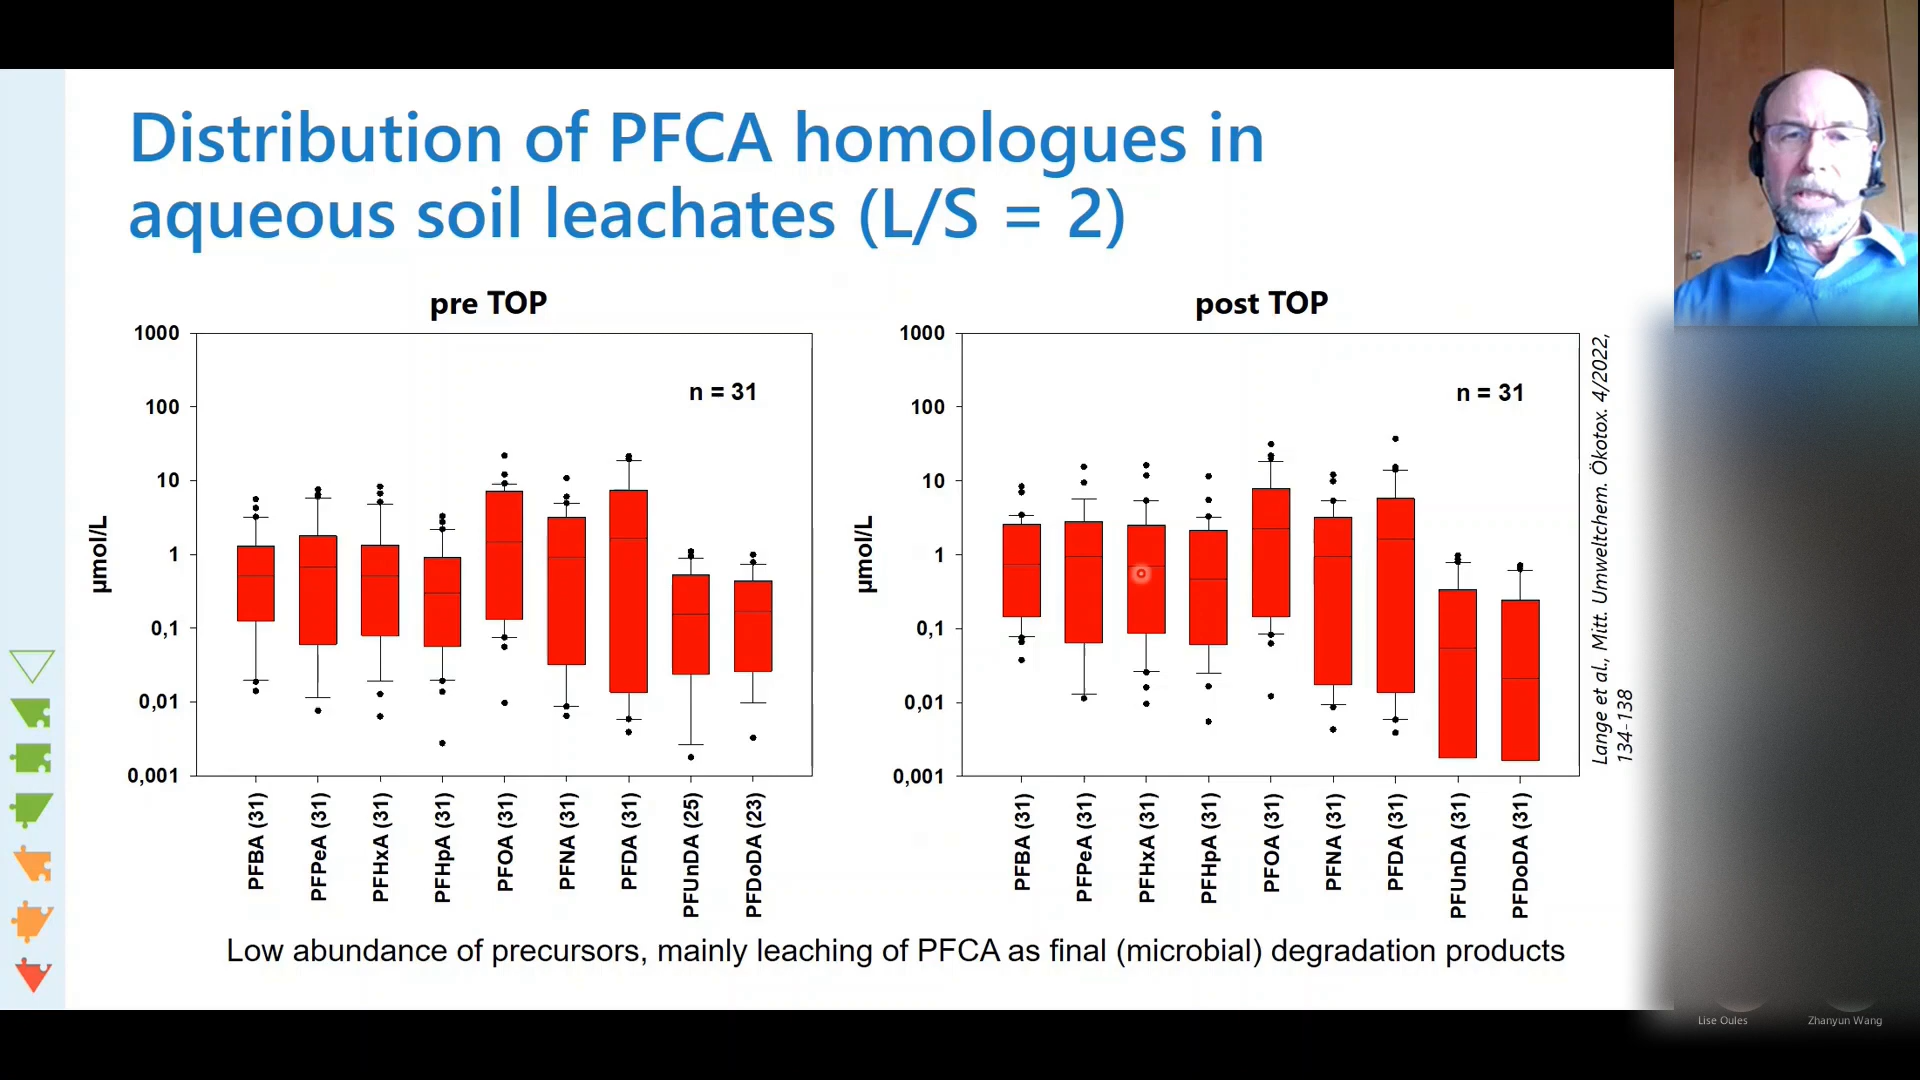 Distribution of PFCA homologues in
aqueous soil leachates (L/S = 2)
pre TOP
1000
100
10
1
0,1
0,01
0,001
µmol/L
n = 31
PFBA (31)
PFPeA (31)
PFHxA (31)
PFHpA (31)
PFOA (31)
PFNA (31)
PFDA (31)
PFUnDA (25)
PFDoDA (23)
post TOP
1000
100
10
1
0,1
0,01
0,001
µmol/L
n = 31
PFBA (31)
PFPeA (31)
PFHxA (31)
PFHpA (31)
PFOA (31)
PFNA (31)
PFDA (31)
PFUnDA (31)
PFDoDA (31)
Lange et al., Mitt. Umweltchem. Ökotox. 4/2022,
134-138
Low abundance of precursors, mainly leaching of PFCA as final (microbial) degradation products
Lise Oules
Zhanyun Wang